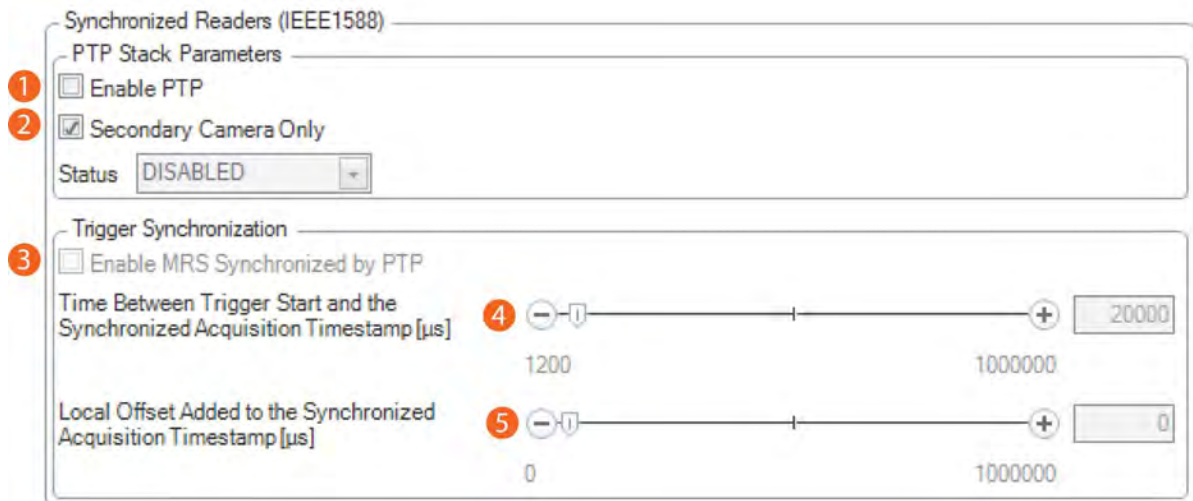 Synchronized Readers (IEEE1588)
PTP Stack Parameters
1 Enable PTP
2 Secondary Camera Only
Status DISABLED
Trigger Synchronization
3 Enable MRS Synchronized by PTP
Time Between Trigger Start and the
Synchronized Acquisition Timestamp [µs]
4 20000
1200 1000000
Local Offset Added to the Synchronized
Acquisition Timestamp [µs]
5 0
0 1000000